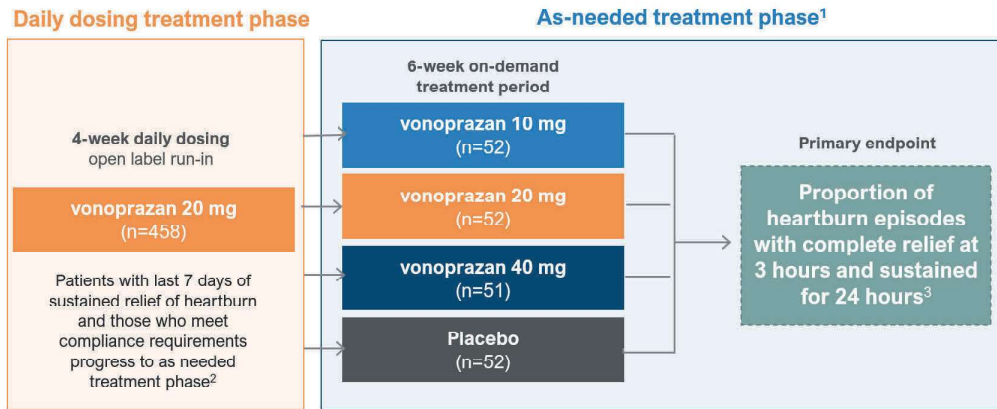 Daily dosing treatment phase
As-needed treatment phase¹
4-week daily dosing
open label run-in
vonoprazan 20 mg
(n=458)
Patients with last 7 days of
sustained relief of heartburn
and those who meet
compliance requirements
progress to as needed
treatment phase²
6-week on-demand
treatment period
vonoprazan 10 mg
(n=52)
vonoprazan 20 mg
(n=52)
vonoprazan 40 mg
(n=51)
Placebo
(n=52)
Primary endpoint
Proportion of
heartburn episodes
with complete relief at
3 hours and sustained
for 24 hours³